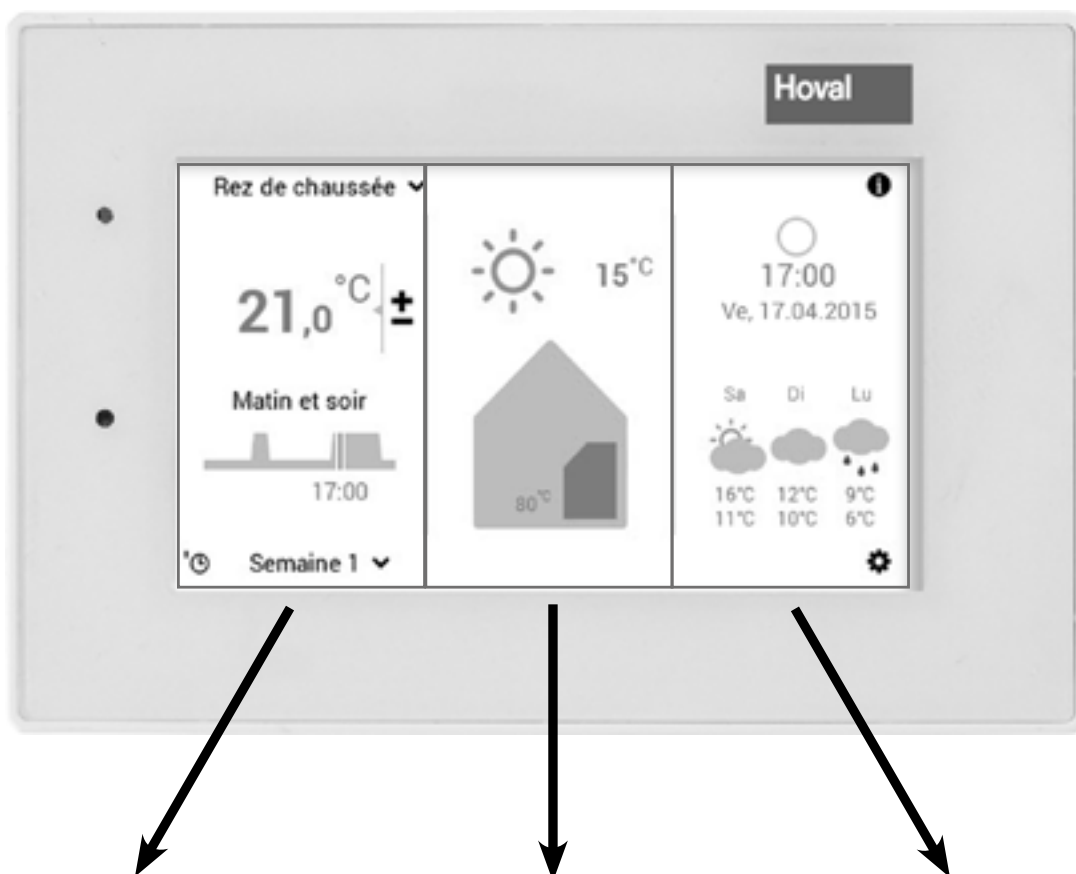 Hoval
Rez de chaussée
21,0 °C
±
Matin et soir
17:00
Semaine 1
15°C
80°C
17:00
Ve, 17.04.2015
Sa Di Lu
16°C 12°C 9°C
11°C 10°C 6°C